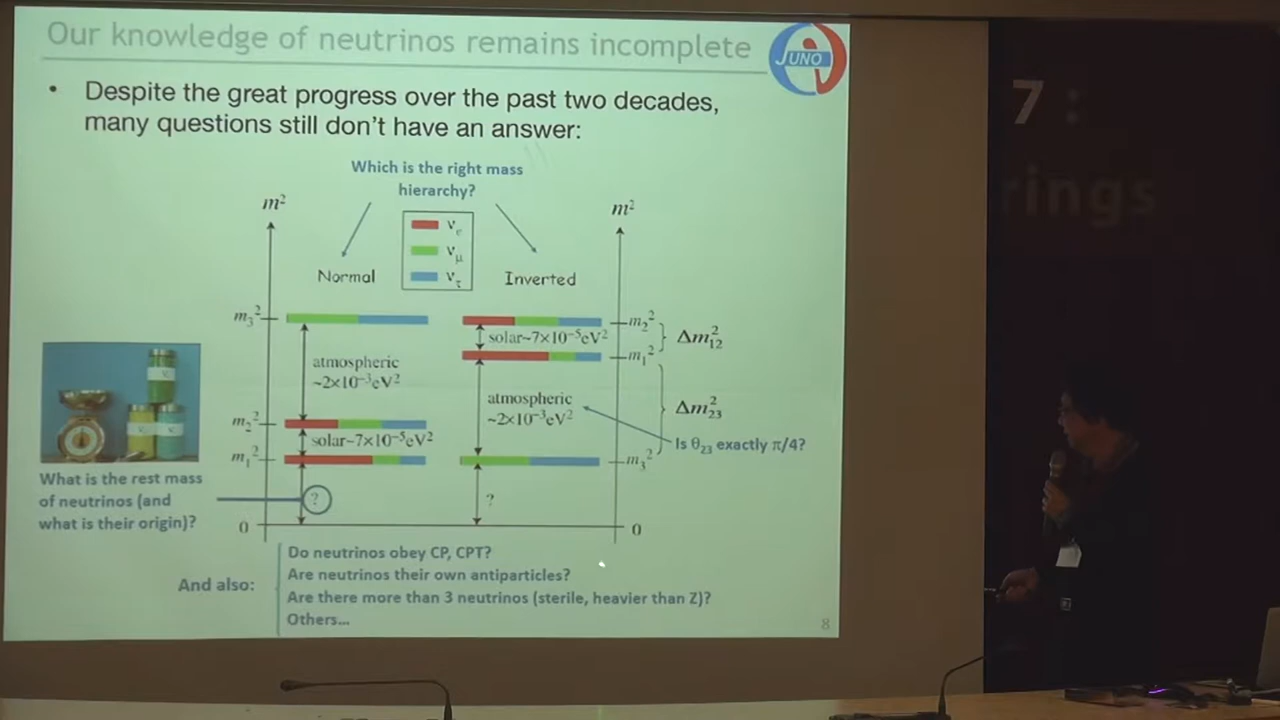 Our knowledge of neutrinos remains incomplete
JUNO
• Despite the great progress over the past two decades,
many questions still don't have an answer:
Which is the right mass
hierarchy?
m²
m²
ν_e
ν_μ
ν_τ
Normal
Inverted
m₃²
m₂²
solar~7×10⁻⁵eV²
Δm²₁₂
m₁²
atmospheric
~2×10⁻³eV²
atmospheric
~2×10⁻³eV²
Δm²₂₃
m₂²
solar~7×10⁻⁵eV²
Is θ₂₃ exactly π/4?
m₁²
m₃²
What is the rest mass
of neutrinos (and
what is their origin)?
?
?
0
0
And also:
Do neutrinos obey CP, CPT?
Are neutrinos their own antiparticles?
Are there more than 3 neutrinos (sterile, heavier than Z)?
Others...
8
7 :
rings